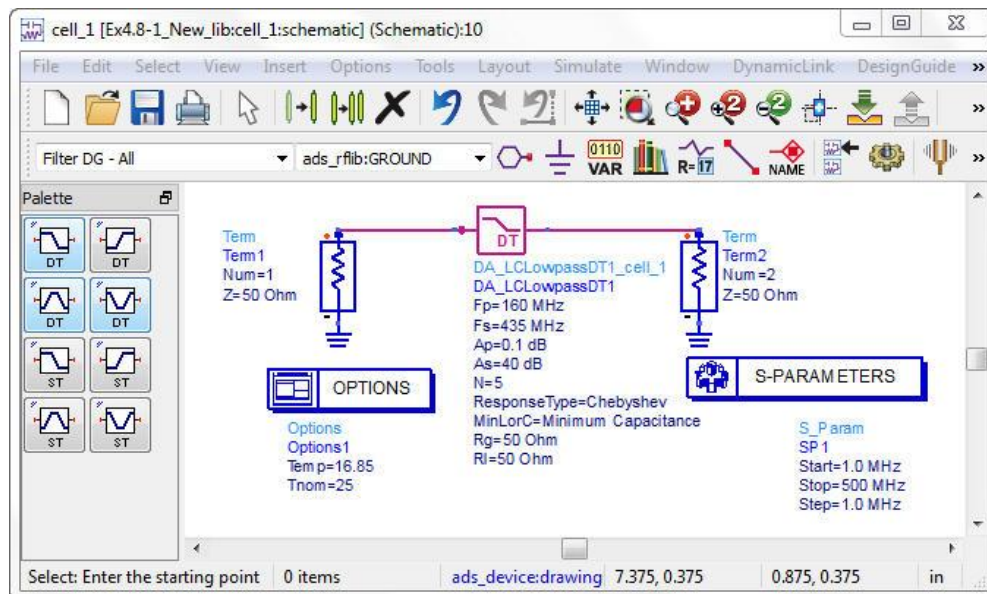 cell_1 [Ex4.8-1_New_lib:cell_1:schematic] (Schematic):10
File Edit Select View Insert Options Tools Layout Simulate Window DynamicLink DesignGuide »
+2 -2 »
Filter DG - All ads_rflib:GROUND 0110 VAR R=17 NAME »
Palette
DT DT
DT DT
ST ST
ST ST
Term
Term1
Num=1
Z=50 Ohm
DT
DA_LCLowpassDT1_cell_1
DA_LCLowpassDT1
Fp=160 MHz
Fs=435 MHz
Ap=0.1 dB
As=40 dB
N=5
ResponseType=Chebyshev
MinLorC=Minimum Capacitance
Rg=50 Ohm
Rl=50 Ohm
Term
Term2
Num=2
Z=50 Ohm
OPTIONS
Options
Options1
Temp=16.85
Tnom=25
S-PARAMETERS
S_Param
SP1
Start=1.0 MHz
Stop=500 MHz
Step=1.0 MHz
Select: Enter the starting point 0 items ads_device:drawing 7.375, 0.375 0.875, 0.375 in